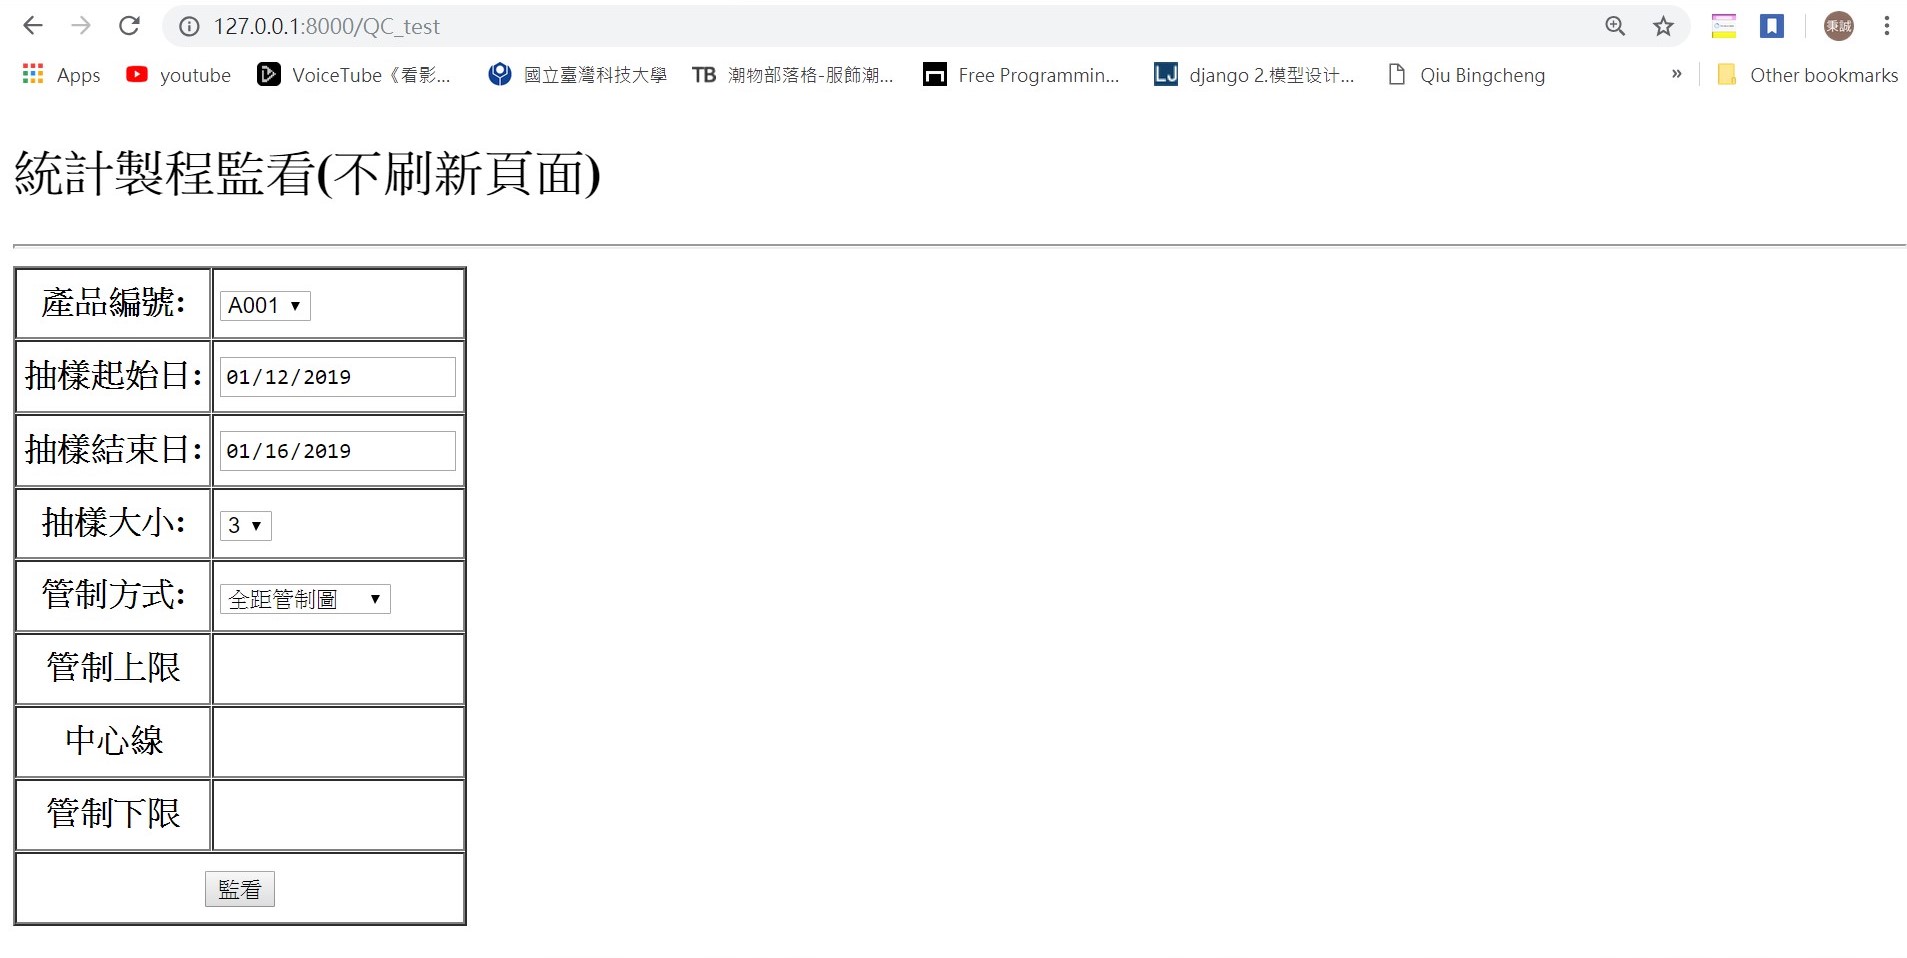 127.0.0.1:8000/QC_test
秉誠
Apps youtube VoiceTube《看影... 國立臺灣科技大學 TB 潮物部落格-服飾潮... Free Programmin... LJ django 2.模型设计... Qiu Bingcheng » Other bookmarks
統計製程監看(不刷新頁面)
產品編號: A001
抽樣起始日: 01/12/2019
抽樣結束日: 01/16/2019
抽樣大小: 3
管制方式: 全距管制圖
管制上限
中心線
管制下限
監看